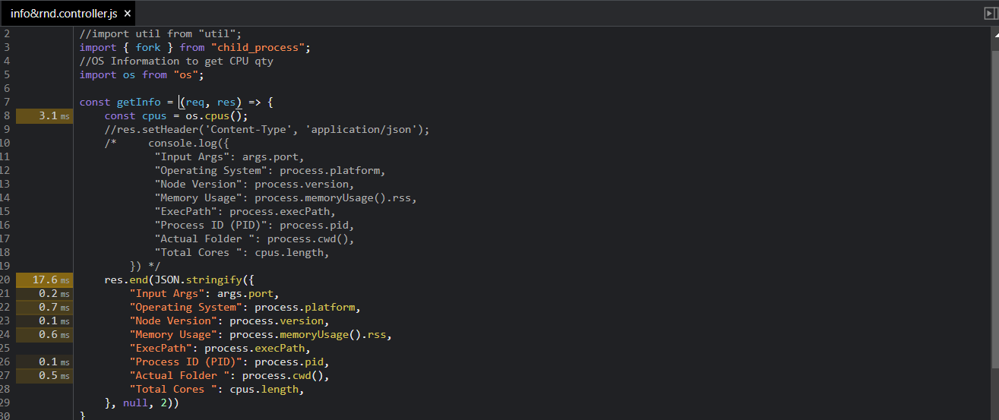 info&rnd.controller.js ×
2 //import util from "util";
3 import { fork } from "child_process";
4 //OS Information to get CPU qty
5 import os from "os";
6
7 const getInfo = (req, res) => {
8 3.1 ms const cpus = os.cpus();
9 //res.setHeader('Content-Type', 'application/json');
10 /*     console.log({
11 "Input Args": args.port,
12 "Operating System": process.platform,
13 "Node Version": process.version,
14 "Memory Usage": process.memoryUsage().rss,
15 "ExecPath": process.execPath,
16 "Process ID (PID)": process.pid,
17 "Actual Folder ": process.cwd(),
18 "Total Cores ": cpus.length,
19 }) */
20 17.6 ms res.end(JSON.stringify({
21 0.2 ms "Input Args": args.port,
22 0.7 ms "Operating System": process.platform,
23 0.1 ms "Node Version": process.version,
24 0.6 ms "Memory Usage": process.memoryUsage().rss,
25 "ExecPath": process.execPath,
26 0.1 ms "Process ID (PID)": process.pid,
27 0.5 ms "Actual Folder ": process.cwd(),
28 "Total Cores ": cpus.length,
29 }, null, 2))
30 }